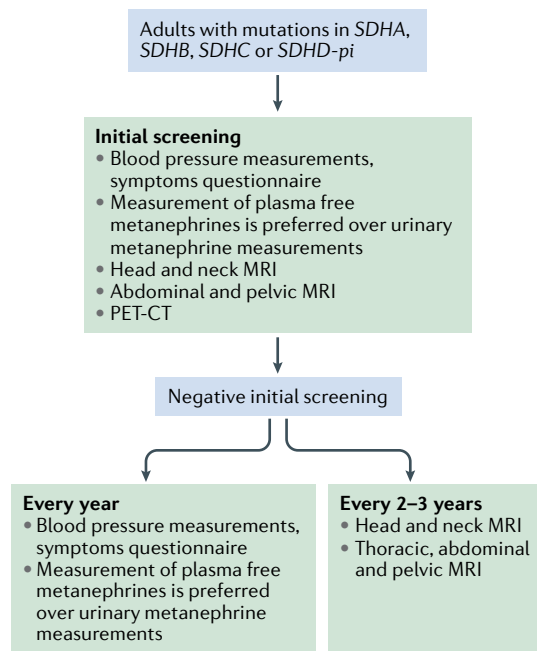 Adults with mutations in SDHA,
SDHB, SDHC or SDHD-pi
Initial screening
• Blood pressure measurements,
symptoms questionnaire
• Measurement of plasma free
metanephrines is preferred over urinary
metanephrine measurements
• Head and neck MRI
• Abdominal and pelvic MRI
• PET-CT
Negative initial screening
Every year
• Blood pressure measurements,
symptoms questionnaire
• Measurement of plasma free
metanephrines is preferred
over urinary metanephrine
measurements
Every 2–3 years
• Head and neck MRI
• Thoracic, abdominal
and pelvic MRI